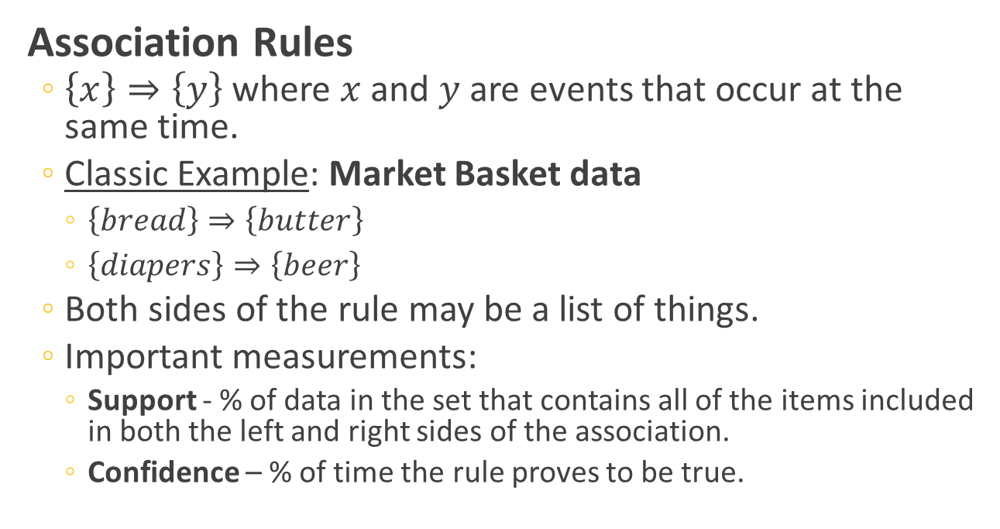 Association Rules
◦ {x} ⇒ {y} where x and y are events that occur at the
same time.
◦ Classic Example: Market Basket data
◦ {bread} ⇒ {butter}
◦ {diapers} ⇒ {beer}
◦ Both sides of the rule may be a list of things.
◦ Important measurements:
◦ Support - % of data in the set that contains all of the items included
in both the left and right sides of the association.
◦ Confidence – % of time the rule proves to be true.